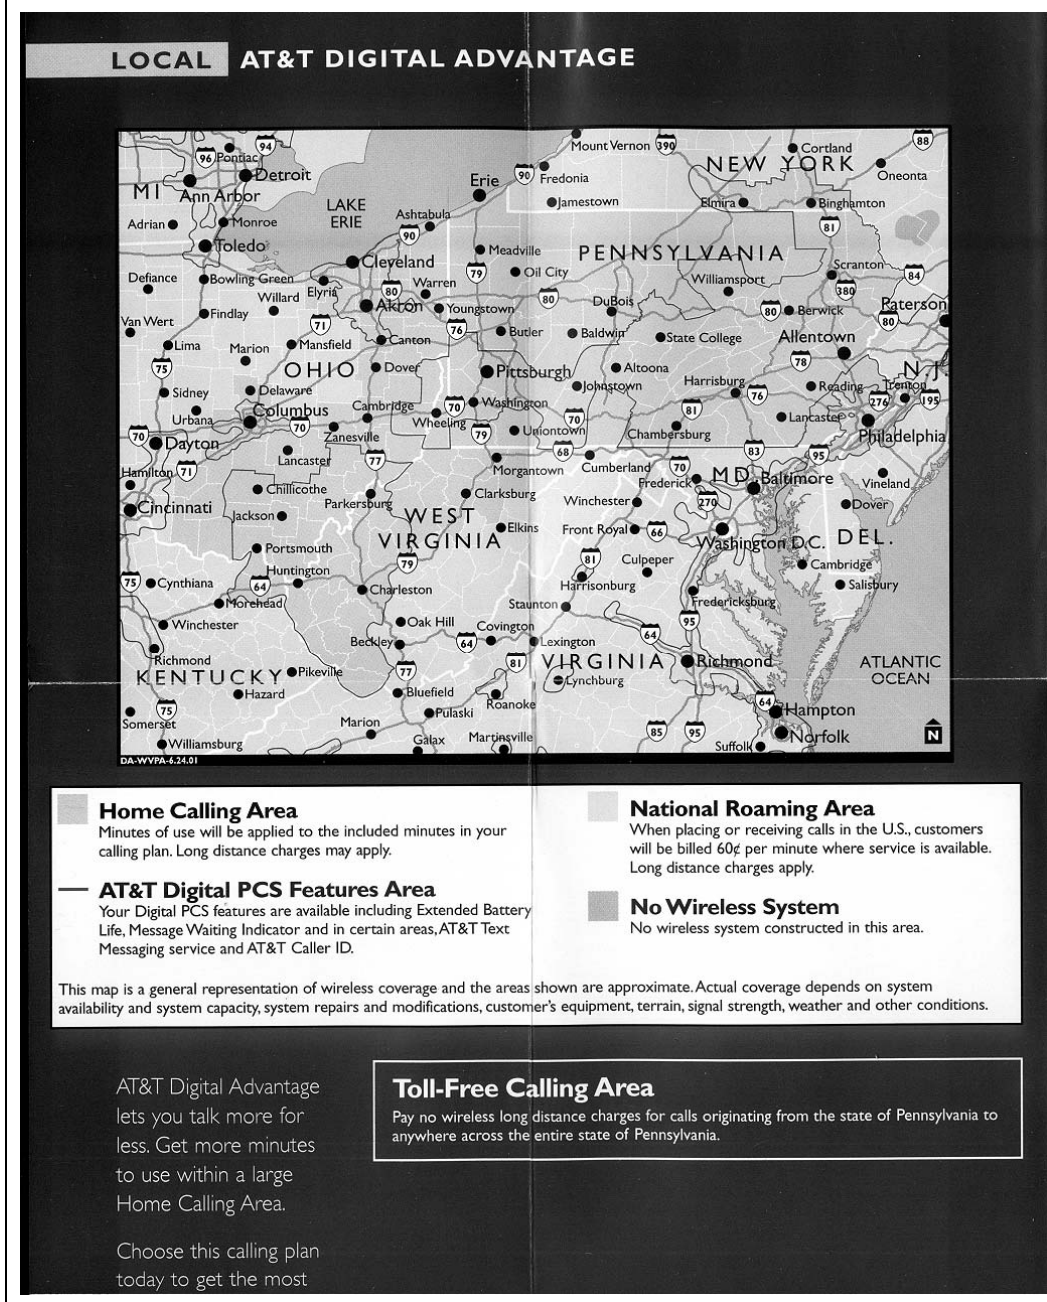 LOCAL AT&T DIGITAL ADVANTAGE
94
96
Pontiac
Detroit
MI
Ann Arbor
Adrian
Monroe
Toledo
LAKE
ERIE
Erie
90
Fredonia
Mount Vernon
390
NEW YORK
Cortland
88
Oneonta
Jamestown
Elmira
Binghamton
Ashtabula
90
81
Cleveland
Meadville
PENNSYLVANIA
Scranton
84
Defiance
Bowling Green
Elyria
Willard
Warren
79
Oil City
Williamsport
380
80
Akron
Youngstown
80
DuBois
80
Berwick
Paterson
80
Findlay
Van Wert
71
76
Butler
Baldwin
State College
Allentown
Lima
Marion
Mansfield
Canton
78
75
OHIO
Dover
Pittsburgh
Altoona
N.J.
Sidney
Delaware
Johnstown
Harrisburg
76
Reading
Trenton
276
195
Urbana
Columbus
Cambridge
70
Washington
81
Lancaster
Wheeling
70
70
70
Zanesville
79
Uniontown
Chambersburg
Philadelphia
Dayton
Lancaster
68
83
95
71
77
Morgantown
Cumberland
70
MD.
Hamilton
Frederick
Baltimore
Vineland
Chillicothe
Parkersburg
Clarksburg
Winchester
270
Dover
Cincinnati
Jackson
WEST
VIRGINIA
Elkins
Front Royal
66
Washington D.C.
DEL.
Portsmouth
79
81
Culpeper
Cambridge
75
Cynthiana
64
Huntington
Charleston
Harrisonburg
Salisbury
Morehead
Staunton
Fredericksburg
Winchester
Oak Hill
Covington
95
Beckley
64
Lexington
64
Richmond
81
VIRGINIA
Richmond
ATLANTIC
OCEAN
KENTUCKY
Pikeville
77
Lynchburg
Hazard
Bluefield
Roanoke
64
75
Hampton
Somerset
Marion
Pulaski
85
95
Norfolk
N
Williamsburg
Galax
Martinsville
Suffolk
DA-WVPA-6.24.01
Home Calling Area
Minutes of use will be applied to the included minutes in your
calling plan. Long distance charges may apply.
AT&T Digital PCS Features Area
Your Digital PCS features are available including Extended Battery
Life, Message Waiting Indicator and in certain areas, AT&T Text
Messaging service and AT&T Caller ID.
National Roaming Area
When placing or receiving calls in the U.S., customers
will be billed 60¢ per minute where service is available.
Long distance charges apply.
No Wireless System
No wireless system constructed in this area.
This map is a general representation of wireless coverage and the areas shown are approximate. Actual coverage depends on system
availability and system capacity, system repairs and modifications, customer's equipment, terrain, signal strength, weather and other conditions.
AT&T Digital Advantage
lets you talk more for
less. Get more minutes
to use within a large
Home Calling Area.
Choose this calling plan
today to get the most
Toll-Free Calling Area
Pay no wireless long distance charges for calls originating from the state of Pennsylvania to
anywhere across the entire state of Pennsylvania.